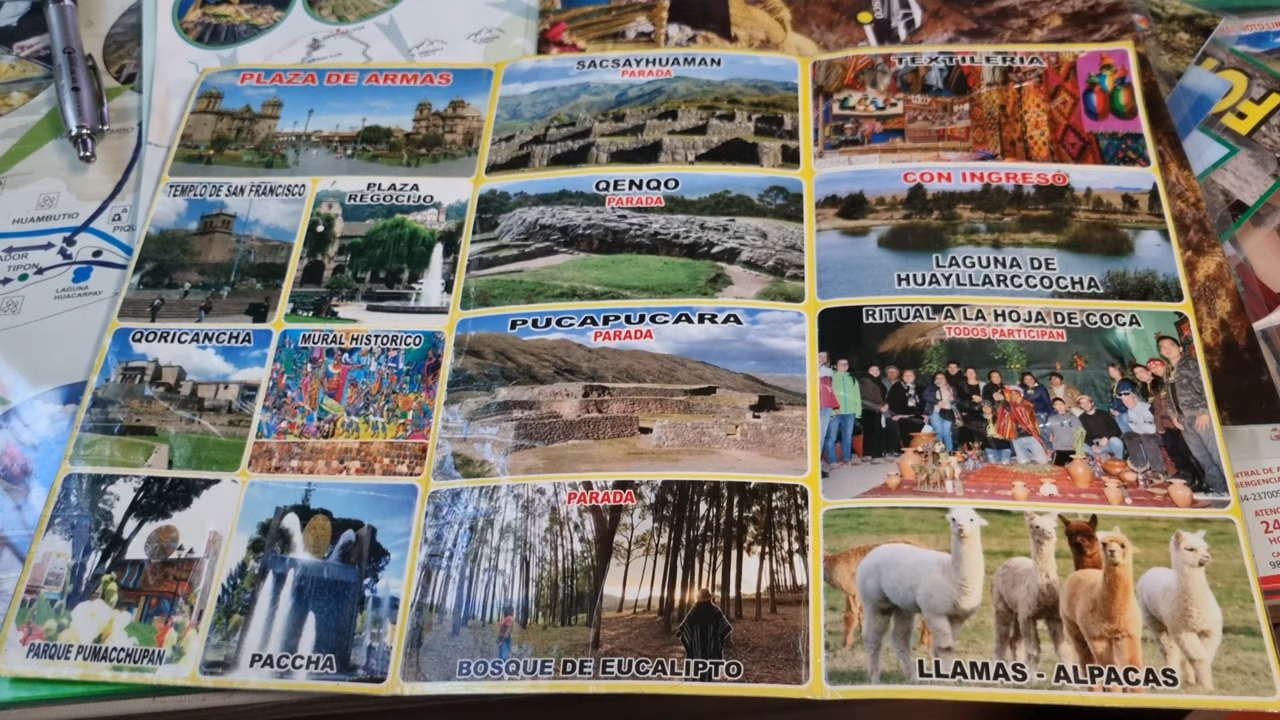 PLAZA DE ARMAS
TEMPLO DE SAN FRANCISCO
PLAZA
REGOCIJO
QORICANCHA
MURAL HISTORICO
PARQUE PUMACCHUPAN
PACCHA
SACSAYHUAMAN
PARADA
QENQO
PARADA
PUCAPUCARA
PARADA
PARADA
BOSQUE DE EUCALIPTO
TEXTILERIA
CON INGRESO
LAGUNA DE
HUAYLLARCCOCHA
RITUAL A LA HOJA DE COCA
TODOS PARTICIPAN
LLAMAS - ALPACAS
HUAMBUTIO
TIPON
LAGUNA
HUACARPAY